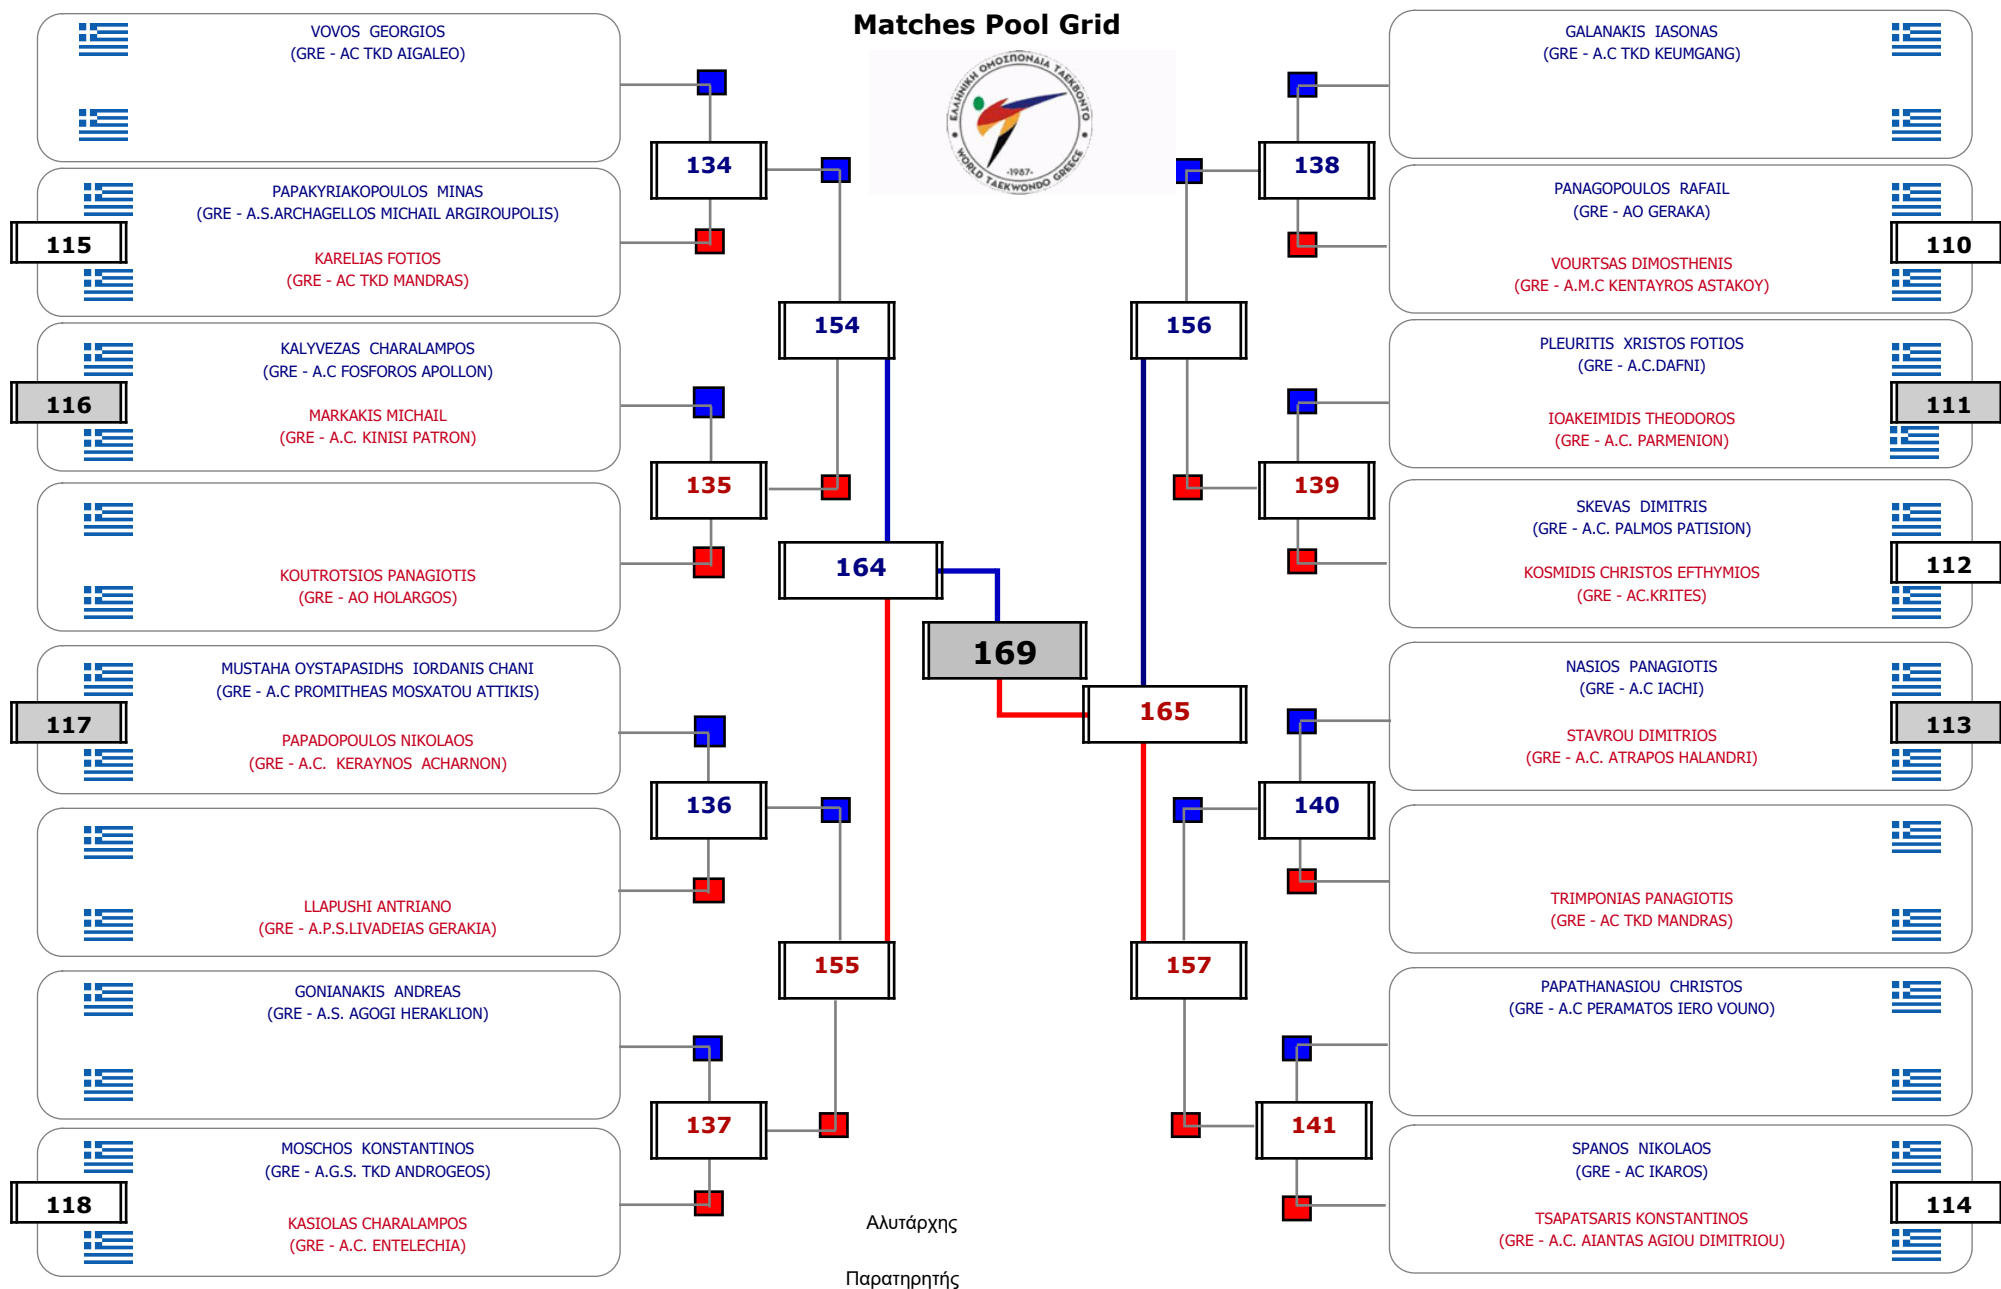 Matches Pool Grid
ΕΛΛΗΝΙΚΗ ΟΜΟΣΠΟΝΔΙΑ ΤΑΕΚΒΟΝΤΟ
-1987-
WORLD TAEKWONDO GREECE
VOVOS GEORGIOS
(GRE - AC TKD AIGALEO)
134
PAPAKYRIAKOPOULOS MINAS
(GRE - A.S.ARCHAGELLOS MICHAIL ARGIROUPOLIS)
115
KARELIAS FOTIOS
(GRE - AC TKD MANDRAS)
154
KALYVEZAS CHARALAMPOS
(GRE - A.C FOSFOROS APOLLON)
116
MARKAKIS MICHAIL
(GRE - A.C. KINISI PATRON)
135
KOUTROTSIOS PANAGIOTIS
(GRE - AO HOLARGOS)
164
169
MUSTAHA OYSTAPASIDHS IORDANIS CHANI
(GRE - A.C PROMITHEAS MOSXATOU ATTIKIS)
117
PAPADOPOULOS NIKOLAOS
(GRE - A.C. KERAYNOS ACHARNON)
136
LLAPUSHI ANTRIANO
(GRE - A.P.S.LIVADEIAS GERAKIA)
155
GONIANAKIS ANDREAS
(GRE - A.S. AGOGI HERAKLION)
137
MOSCHOS KONSTANTINOS
(GRE - A.G.S. TKD ANDROGEOS)
118
KASIOLAS CHARALAMPOS
(GRE - A.C. ENTELECHIA)
GALANAKIS IASONAS
(GRE - A.C TKD KEUMGANG)
138
PANAGOPOULOS RAFAIL
(GRE - AO GERAKA)
110
VOURTSAS DIMOSTHENIS
(GRE - A.M.C KENTAYROS ASTAKOY)
156
PLEURITIS XRISTOS FOTIOS
(GRE - A.C.DAFNI)
111
IOAKEIMIDIS THEODOROS
(GRE - A.C. PARMENION)
139
SKEVAS DIMITRIS
(GRE - A.C. PALMOS PATISION)
112
KOSMIDIS CHRISTOS EFTHYMIOS
(GRE - AC.KRITES)
165
NASIOS PANAGIOTIS
(GRE - A.C IACHI)
113
STAVROU DIMITRIOS
(GRE - A.C. ATRAPOS HALANDRI)
140
TRIMPONIAS PANAGIOTIS
(GRE - AC TKD MANDRAS)
157
PAPATHANASIOU CHRISTOS
(GRE - A.C PERAMATOS IERO VOUNO)
141
SPANOS NIKOLAOS
(GRE - AC IKAROS)
114
TSAPATSARIS KONSTANTINOS
(GRE - A.C. AIANTAS AGIOU DIMITRIOU)
Αλυτάρχης
Παρατηρητής